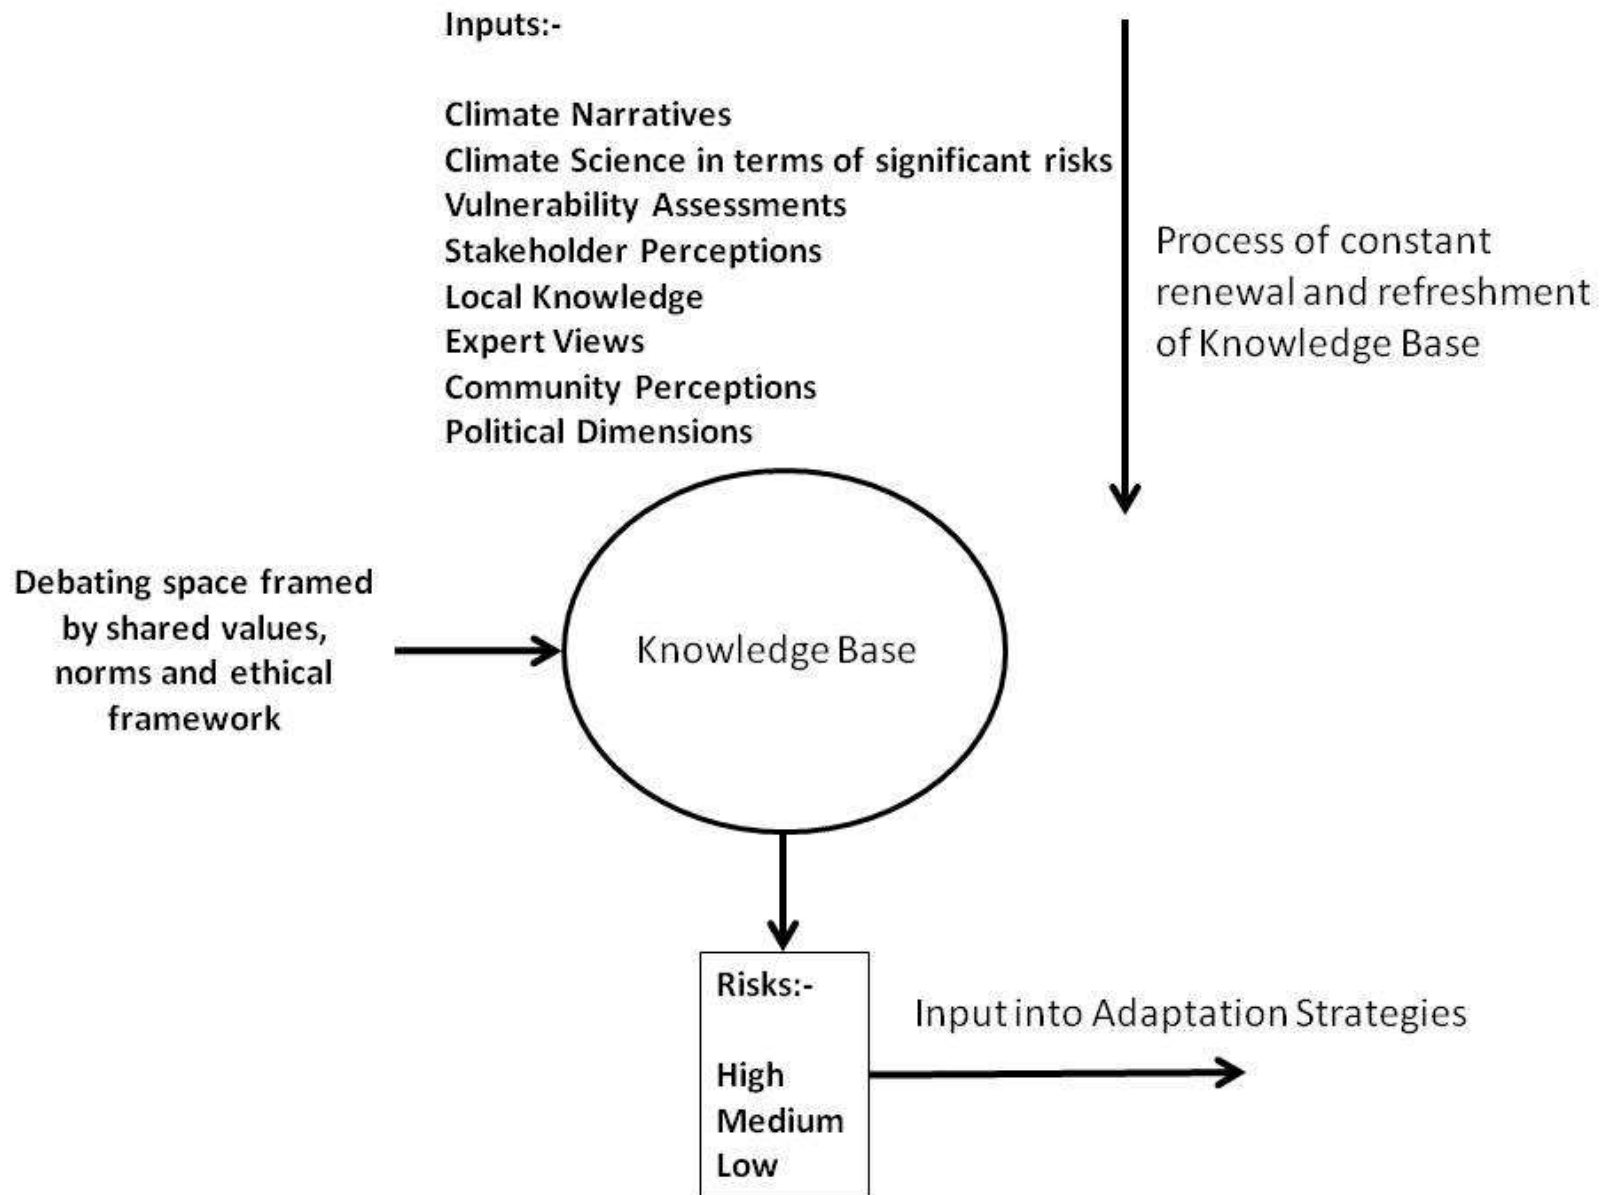 Inputs:-
Climate Narratives
Climate Science in terms of significant risks
Vulnerability Assessments
Stakeholder Perceptions
Local Knowledge
Expert Views
Community Perceptions
Political Dimensions
Process of constant
renewal and refreshment
of Knowledge Base
Debating space framed
by shared values,
norms and ethical
framework
Knowledge Base
Risks:-
High
Medium
Low
Input into Adaptation Strategies